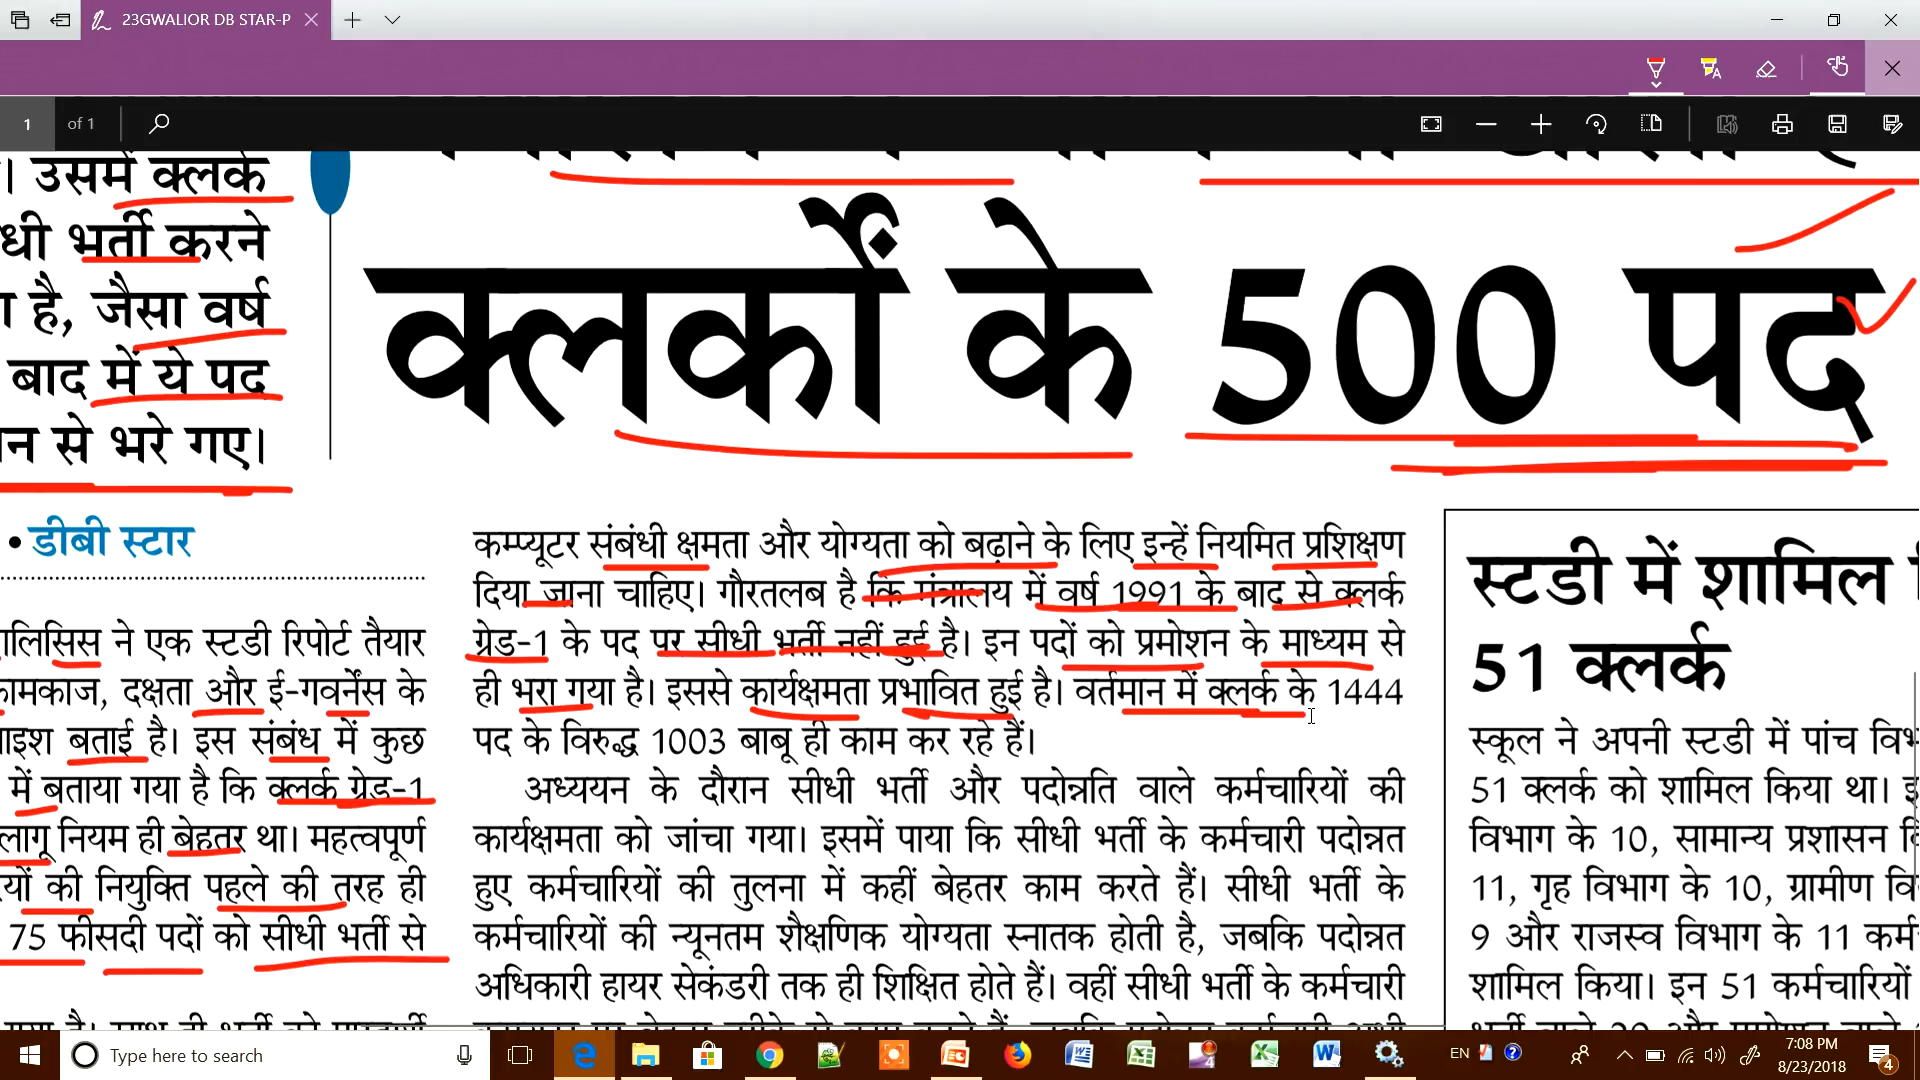 23GWALIOR DB STAR-P
1 of 1
। उसमें क्लर्क
धी भर्ती करने
है, जैसा वर्ष
बाद में ये पद
से भरे गए।
क्लर्कों के 500 पद
• डीबी स्टार
ने एक स्टडी रिपोर्ट तैयार
दक्षता और ई-गवर्नेंस के
बताई है। इस संबंध में कुछ
में बताया गया है कि क्लर्क ग्रेड-1
लागू नियम ही बेहतर था। महत्वपूर्ण
की नियुक्ति पहले की तरह ही
75 फीसदी पदों को सीधी भर्ती से
कम्प्यूटर संबंधी क्षमता और योग्यता को बढ़ाने के लिए इन्हें नियमित प्रशिक्षण
दिया जाना चाहिए। गौरतलब है कि मंत्रालय में वर्ष 1991 के बाद से क्लर्क
ग्रेड-1 के पद पर सीधी भर्ती नहीं हुई है। इन पदों को प्रमोशन के माध्यम से
ही भरा गया है। इससे कार्यक्षमता प्रभावित हुई है। वर्तमान में क्लर्क के 1444
पद के विरुद्ध 1003 बाबू ही काम कर रहे हैं।
अध्ययन के दौरान सीधी भर्ती और पदोन्नति वाले कर्मचारियों की
कार्यक्षमता को जांचा गया। इसमें पाया कि सीधी भर्ती के कर्मचारी पदोन्नत
हुए कर्मचारियों की तुलना में कहीं बेहतर काम करते हैं। सीधी भर्ती के
कर्मचारियों की न्यूनतम शैक्षणिक योग्यता स्नातक होती है, जबकि पदोन्नत
अधिकारी हायर सेकंडरी तक ही शिक्षित होते हैं। वहीं सीधी भर्ती के कर्मचारी
स्टडी में शामिल
51 क्लर्क
स्कूल ने अपनी स्टडी में पांच
51 क्लर्क को शामिल किया था।
विभाग के 10, सामान्य प्रशासन
11, गृह विभाग के 10, ग्रामीण
9 और राजस्व विभाग के 11
शामिल किया। इन 51 कर्मचारियों
Type here to search
EN
7:08 PM
8/23/2018
4